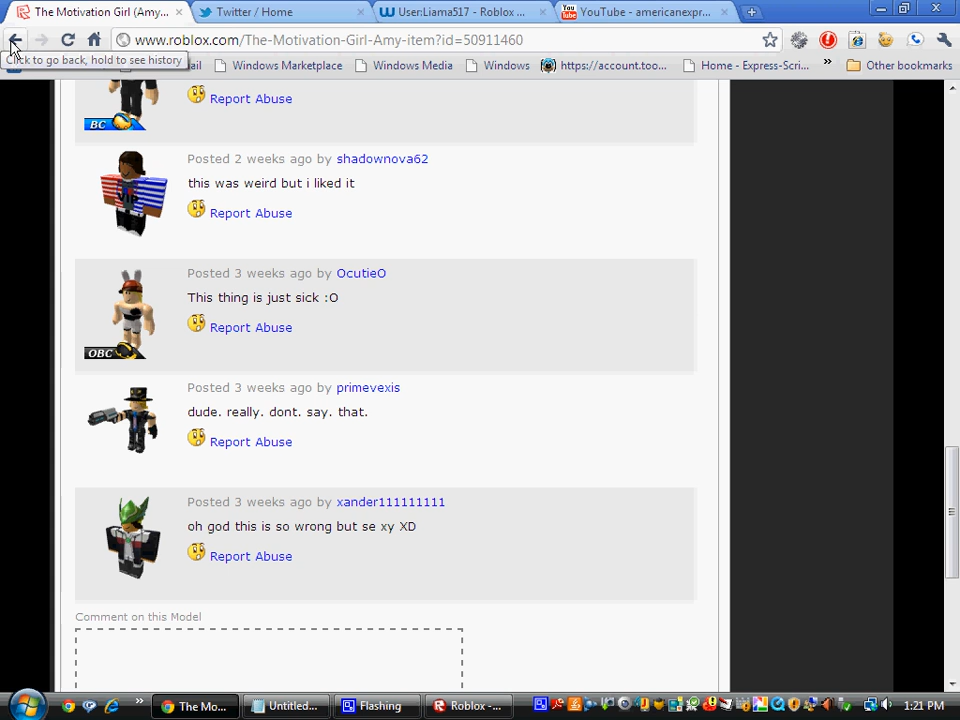 The Motivation Girl (Amy...
Twitter / Home
User:Liama517 - Roblox ...
You Tube
YouTube - americanexpr...
www.roblox.com/The-Motivation-Girl-Amy-item?id=50911460
Click to go back, hold to see history
ail
Windows Marketplace
Windows Media
Windows
https://account.too...
Home - Express-Scri...
»
Other bookmarks
BC
Report Abuse
Posted 2 weeks ago by shadownova62
this was weird but i liked it
Report Abuse
VIP
Posted 3 weeks ago by OcutieO
This thing is just sick :O
Report Abuse
OBC
Posted 3 weeks ago by primevexis
dude. really. dont. say. that.
Report Abuse
Posted 3 weeks ago by xander111111111
oh god this is so wrong but se xy XD
Report Abuse
Comment on this Model
»
The Mo...
Untitled...
Flashing
Roblox -...
1:21 PM